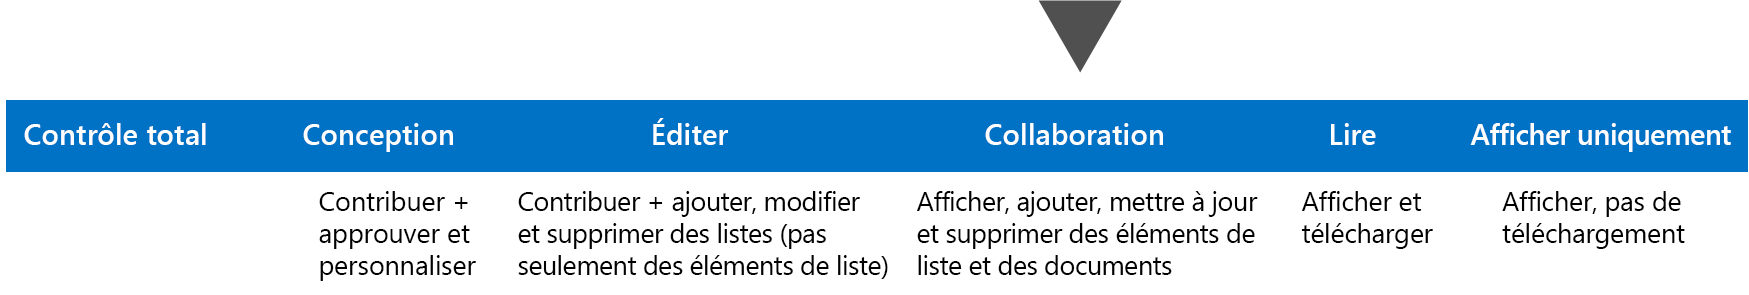 Contrôle total
Conception
Éditer
Collaboration
Lire
Afficher uniquement
Contribuer +
approuver et
personnaliser
Contribuer + ajouter, modifier
et supprimer des listes (pas
seulement des éléments de liste)
Afficher, ajouter, mettre à jour
et supprimer des éléments de
liste et des documents
Afficher et
télécharger
Afficher, pas de
téléchargement